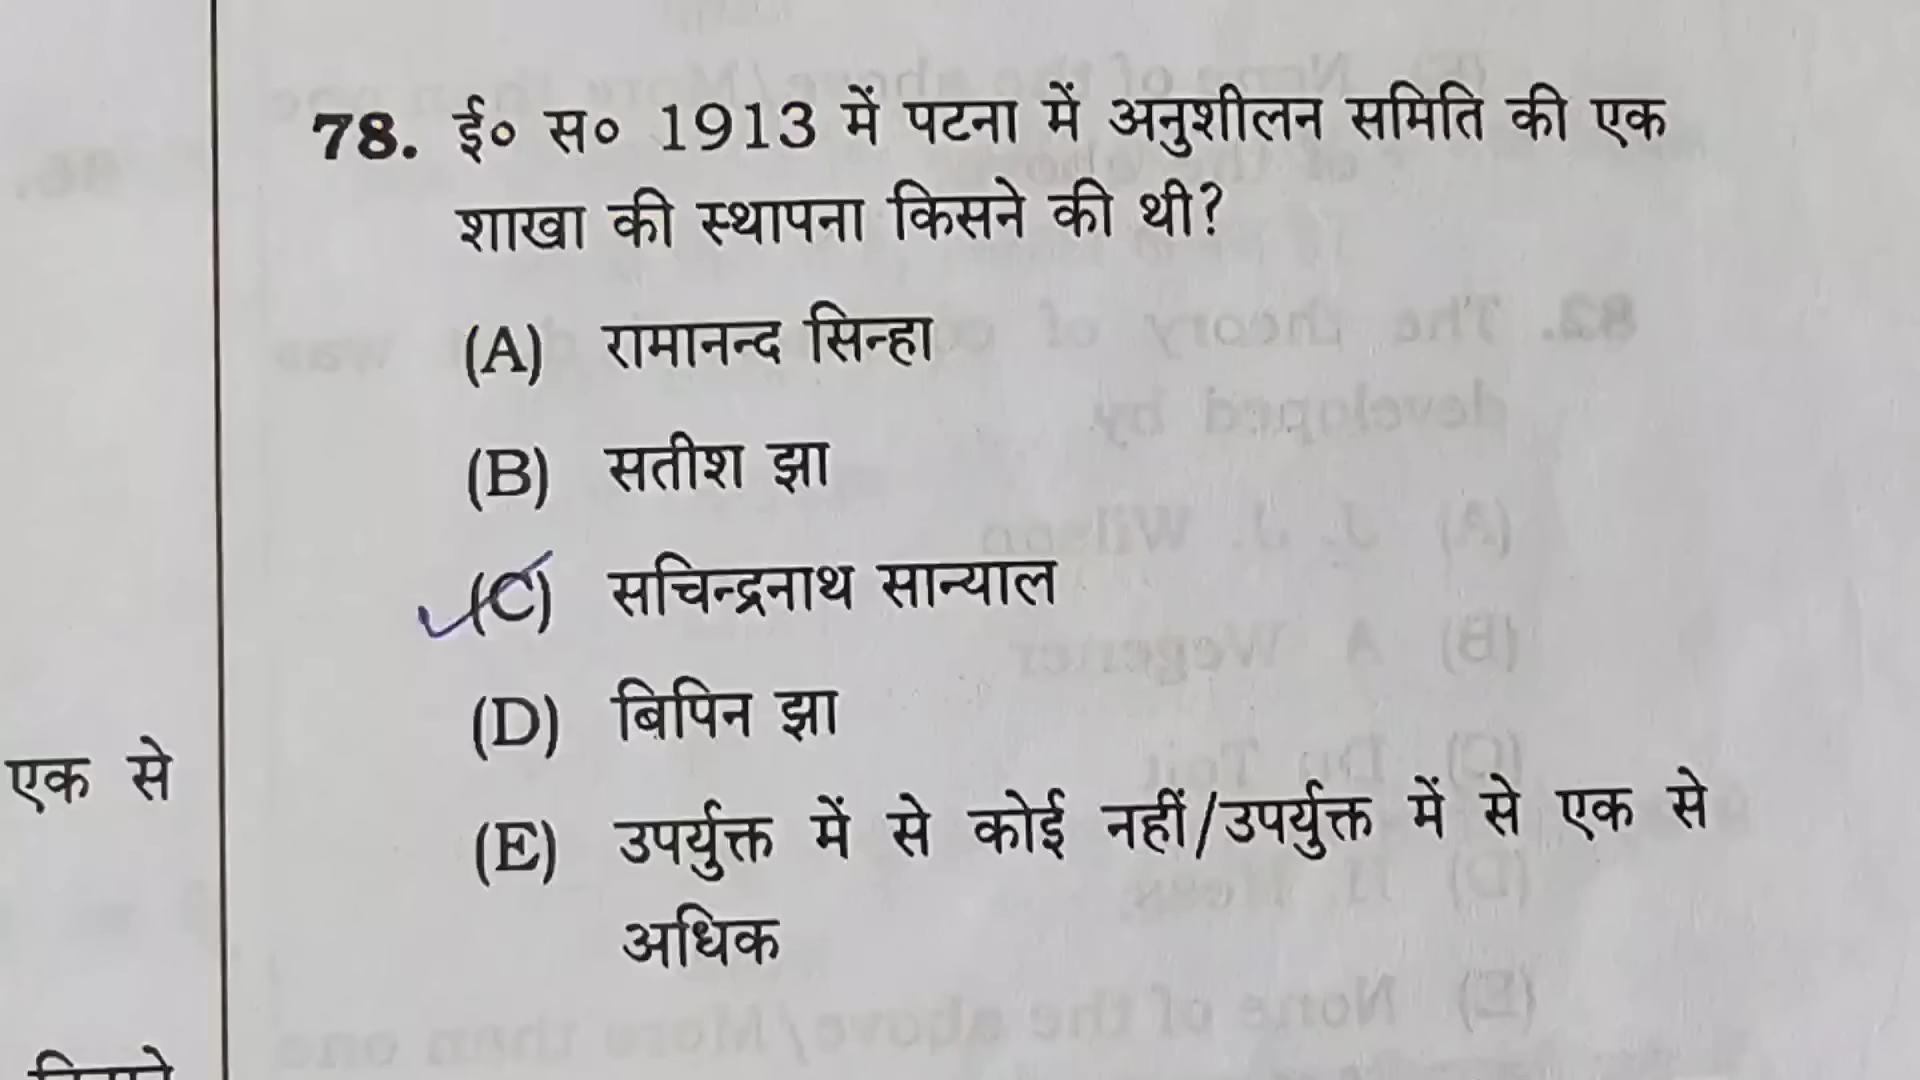 78. ई० स० 1913 में पटना में अनुशीलन समिति की एक
शाखा की स्थापना किसने की थी?
(A) रामानन्द सिन्हा
(B) सतीश झा
(C) सचिन्द्रनाथ सान्याल
(D) बिपिन झा
(E) उपर्युक्त में से कोई नहीं/उपर्युक्त में से एक से
अधिक
एक से